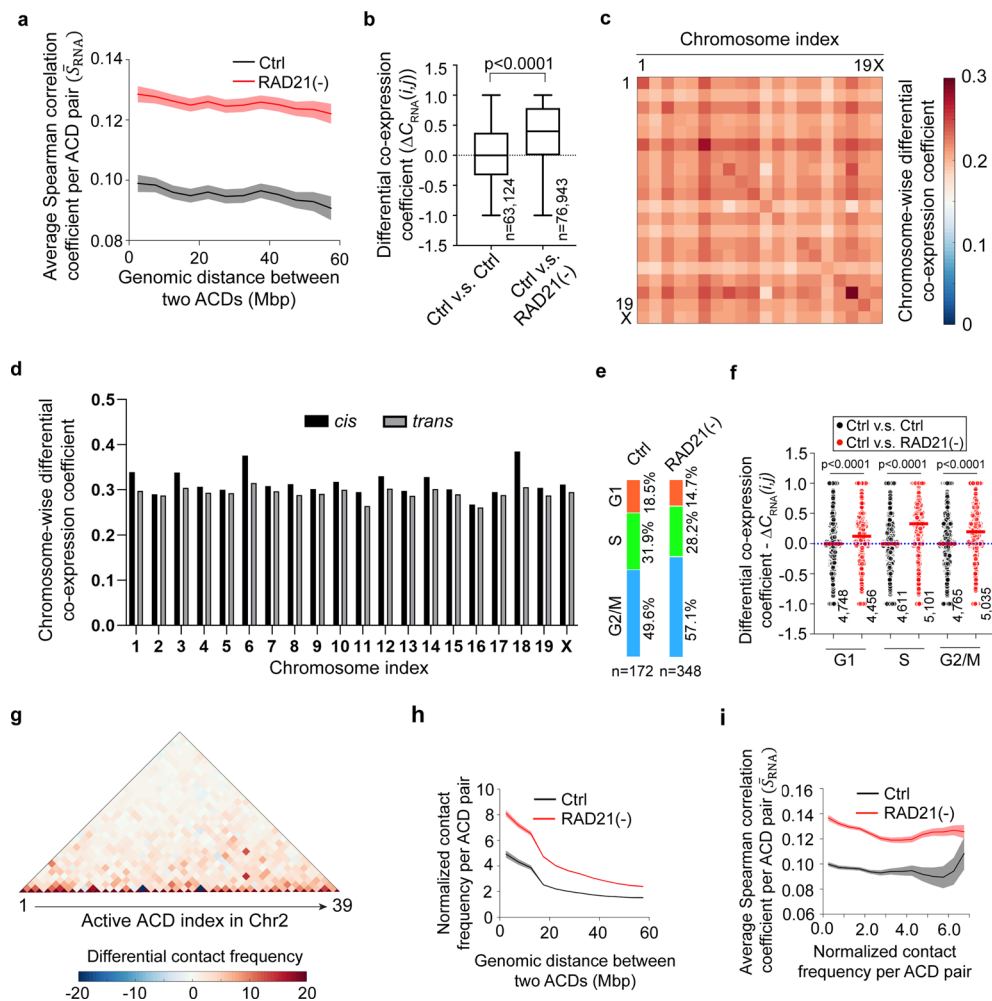 a
Average Spearman correlation
coefficient per ACD pair (S̄RNA)
0.14
0.12
0.10
0.08
Ctrl
RAD21(-)
0
20
40
60
Genomic distance between
two ACDs (Mbp)
b
Differential co-expression
coefficient (ΔCRNA(i,j))
p<0.0001
1.5
1.0
0.5
0.0
-0.5
-1.0
-1.5
n=63,124
n=76,943
Ctrl v.s. Ctrl
Ctrl v.s.
RAD21(-)
c
Chromosome index
1
19 X
1
19
X
0.3
0.2
0.1
0
Chromosome-wise differential
co-expression coefficient
d
Chromosome-wise differential
co-expression coefficient
0.5
0.4
0.3
0.3
0.1
0.0
cis
trans
1 2 3 4 5 6 7 8 9 10 11 12 13 14 15 16 17 18 19 X
Chromosome index
e
Ctrl
RAD21(-)
G1
18.5%
14.7%
S
31.9%
28.2%
G2/M
49.6%
57.1%
n=172
n=348
f
Ctrl v.s. Ctrl
Ctrl v.s. RAD21(-)
p<0.0001 p<0.0001 p<0.0001
Differential co-expression
coefficient - ΔCRNA(i,j)
1.5
1.0
0.5
0.0
-0.5
-1.0
-1.5
4,748
4,456
4,611
5,101
4,765
5,035
G1
S
G2/M
g
1
39
Active ACD index in Chr2
Differential contact frequency
-20 -10 0 10 20
h
Normalized contact
frequency per ACD pair
10
8
6
4
2
0
Ctrl
RAD21(-)
0 20 40 60
Genomic distance between
two ACDs (Mbp)
i
Average Spearman correlation
coefficient per ACD pair (S̄RNA)
0.16
0.14
0.12
0.10
0.08
0.06
Ctrl
RAD21(-)
0.0 2.0 4.0 6.0
Normalized contact
frequency per ACD pair